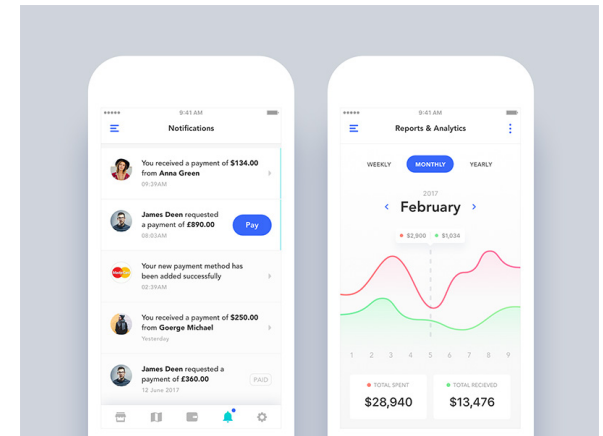 9:41 AM
Notifications
You received a payment of $134.00
from Anna Green
09:39AM
James Deen requested
a payment of £890.00
08:03AM
Pay
Your new payment method has
been added successfully
02:39AM
You received a payment of $250.00
from Goerge Michael
Yesterday
James Deen requested a
payment of £360.00
12 June 2017
PAID
9:41 AM
Reports & Analytics
WEEKLY MONTHLY YEARLY
2017
February
$2,900 $1,034
1 2 3 4 5 6 7 8 9
TOTAL SPENT
$28,940
TOTAL RECIEVED
$13,476